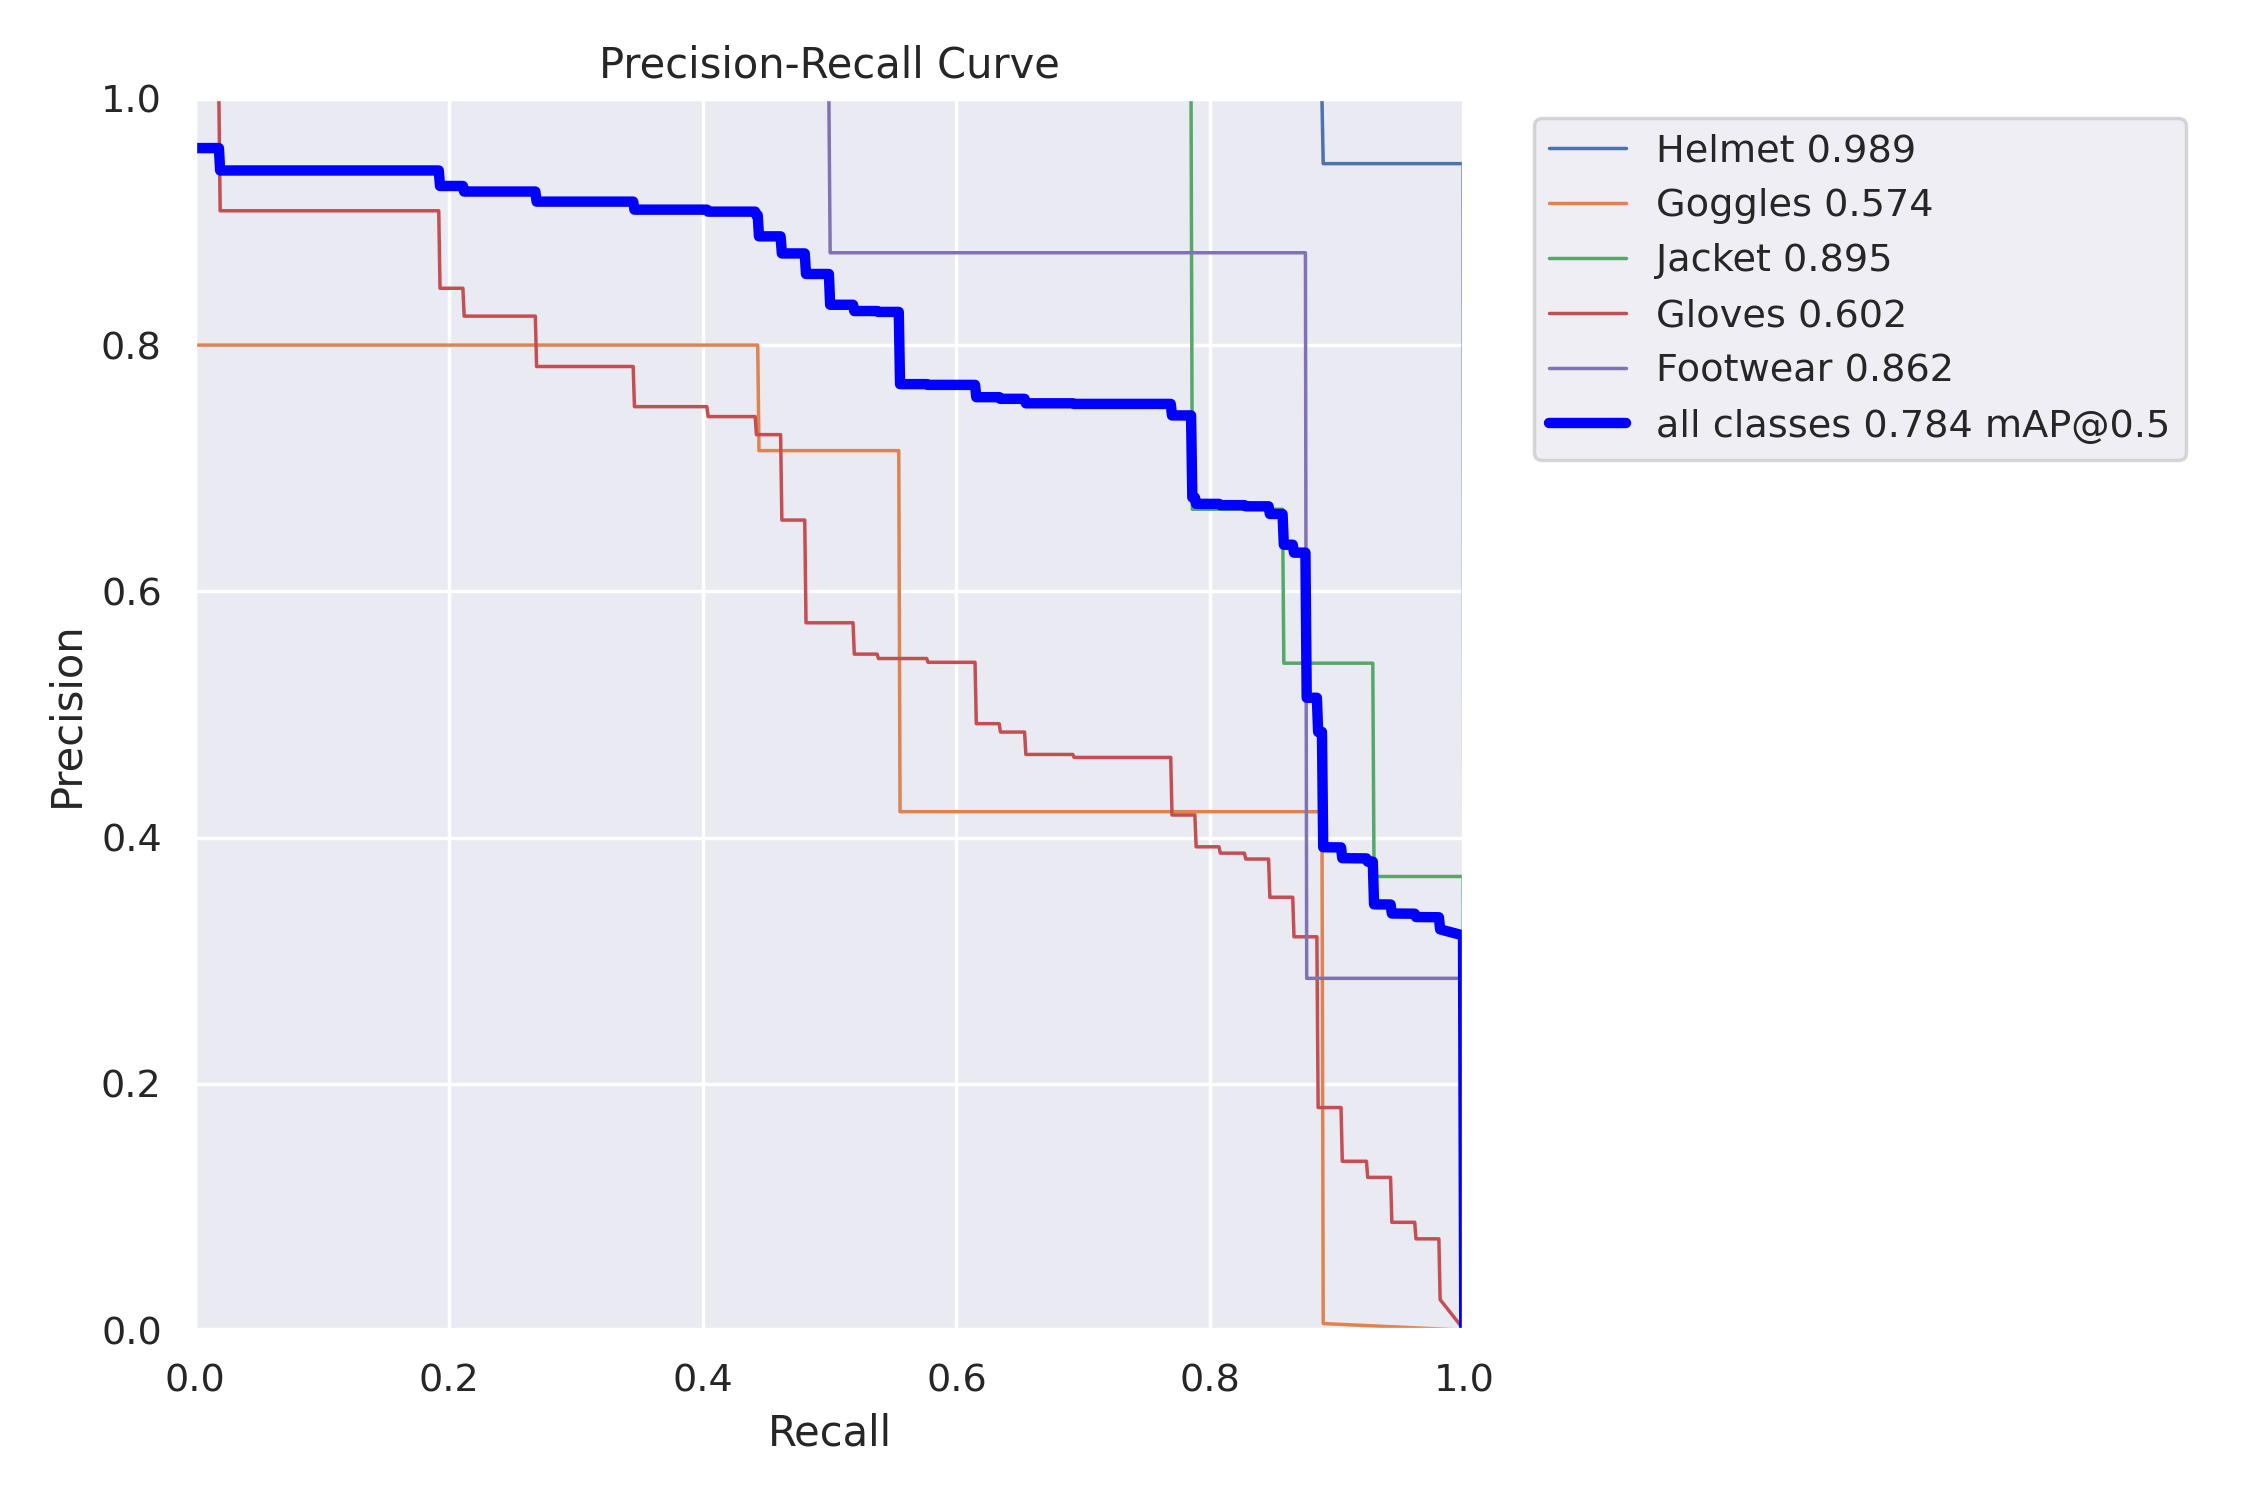 Precision-Recall Curve
1.0
0.8
0.6
0.4
0.2
0.0
Precision
0.0 0.2 0.4 0.6 0.8 1.0
Recall
Helmet 0.989
Goggles 0.574
Jacket 0.895
Gloves 0.602
Footwear 0.862
all classes 0.784 mAP@0.5